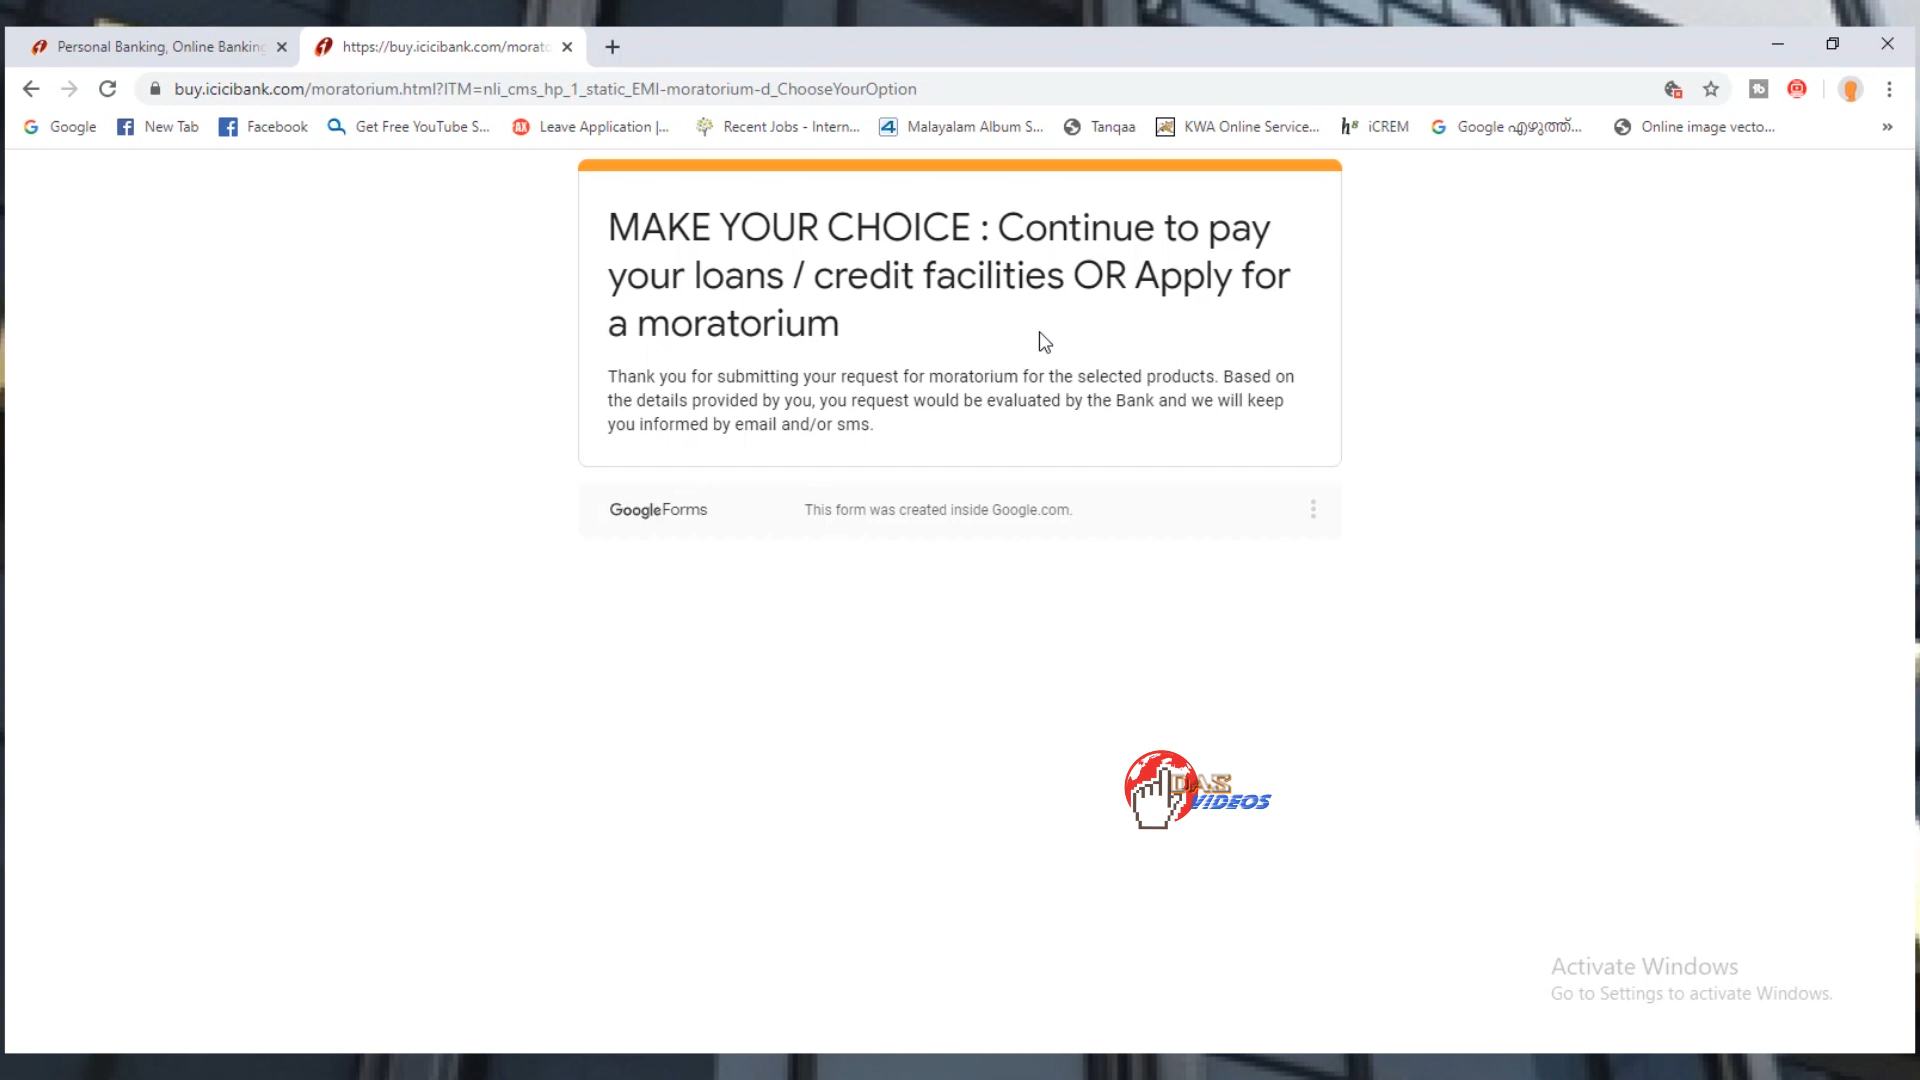 Personal Banking, Online Banking
https://buy.icicibank.com/morato
buy.icicibank.com/moratorium.html?ITM=nli_cms_hp_1_static_EMI-moratorium-d_ChooseYourOption
Google New Tab Facebook Get Free YouTube S... Leave Application |... Recent Jobs - Intern... Malayalam Album S... Tanqaa KWA Online Service... iCREM Google എഴുത്ത്... Online image vecto... »
MAKE YOUR CHOICE : Continue to pay
your loans / credit facilities OR Apply for
a moratorium
Thank you for submitting your request for moratorium for the selected products. Based on
the details provided by you, you request would be evaluated by the Bank and we will keep
you informed by email and/or sms.
Google Forms This form was created inside Google.com.
DAS
VIDEOS
Activate Windows
Go to Settings to activate Windows.